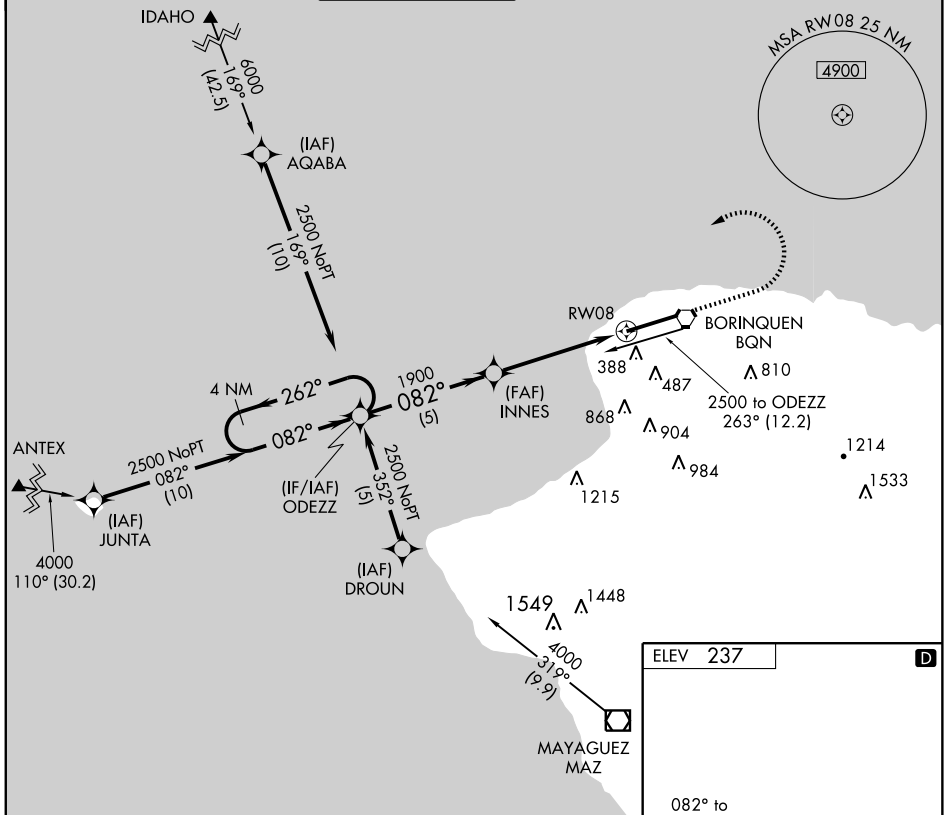 IDAHO
6000
169°
(42.5)
(IAF)
AQABA
2500 NoPT
169°
(10)
MSA RW08 25 NM
4900
RW08
BORINQUEN
BQN
388
487
810
2500 to ODEZZ
263° (12.2)
868
904
984
1214
1533
1215
1900
082°
(5)
(FAF)
INNES
4 NM
262°
082°
ANTEX
2500 NoPT
082°
(10)
(IF/IAF)
ODEZZ
2500 NoPT
352°
(5)
(IAF)
JUNTA
4000
110° (30.2)
(IAF)
DROUN
1549
1448
4000
319°
(9.9)
MAYAGUEZ
MAZ
ELEV 237
D
082° to